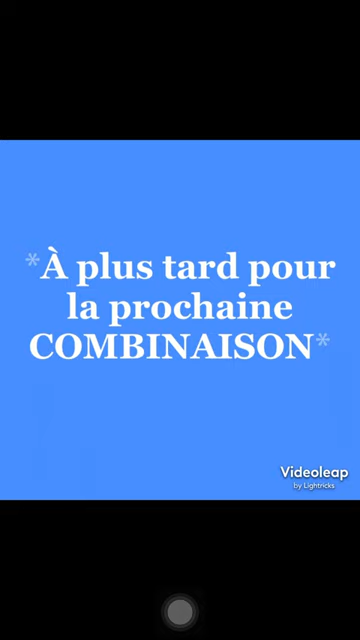 *À plus tard pour
la prochaine
COMBINAISON*
Videoleap
by Lightricks